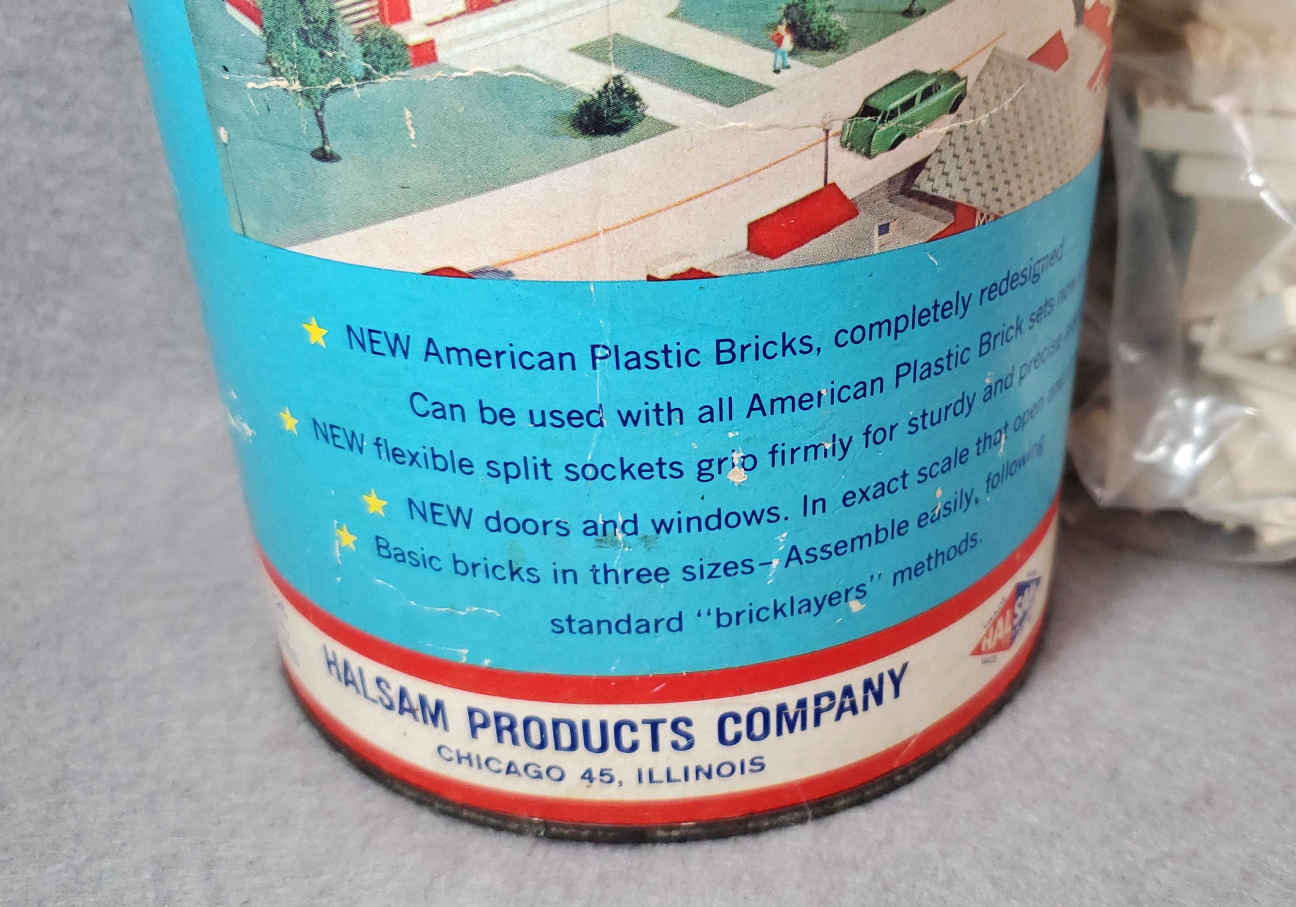 NEW American Plastic Bricks, completely redesigned
Can be used with all American Plastic Brick sets now
NEW flexible split sockets grip firmly for sturdy and precise
NEW doors and windows. In exact scale that open
Basic bricks in three sizes—Assemble easily, following
standard "bricklayers" methods.
HALSAM
HALSAM PRODUCTS COMPANY
CHICAGO 45, ILLINOIS